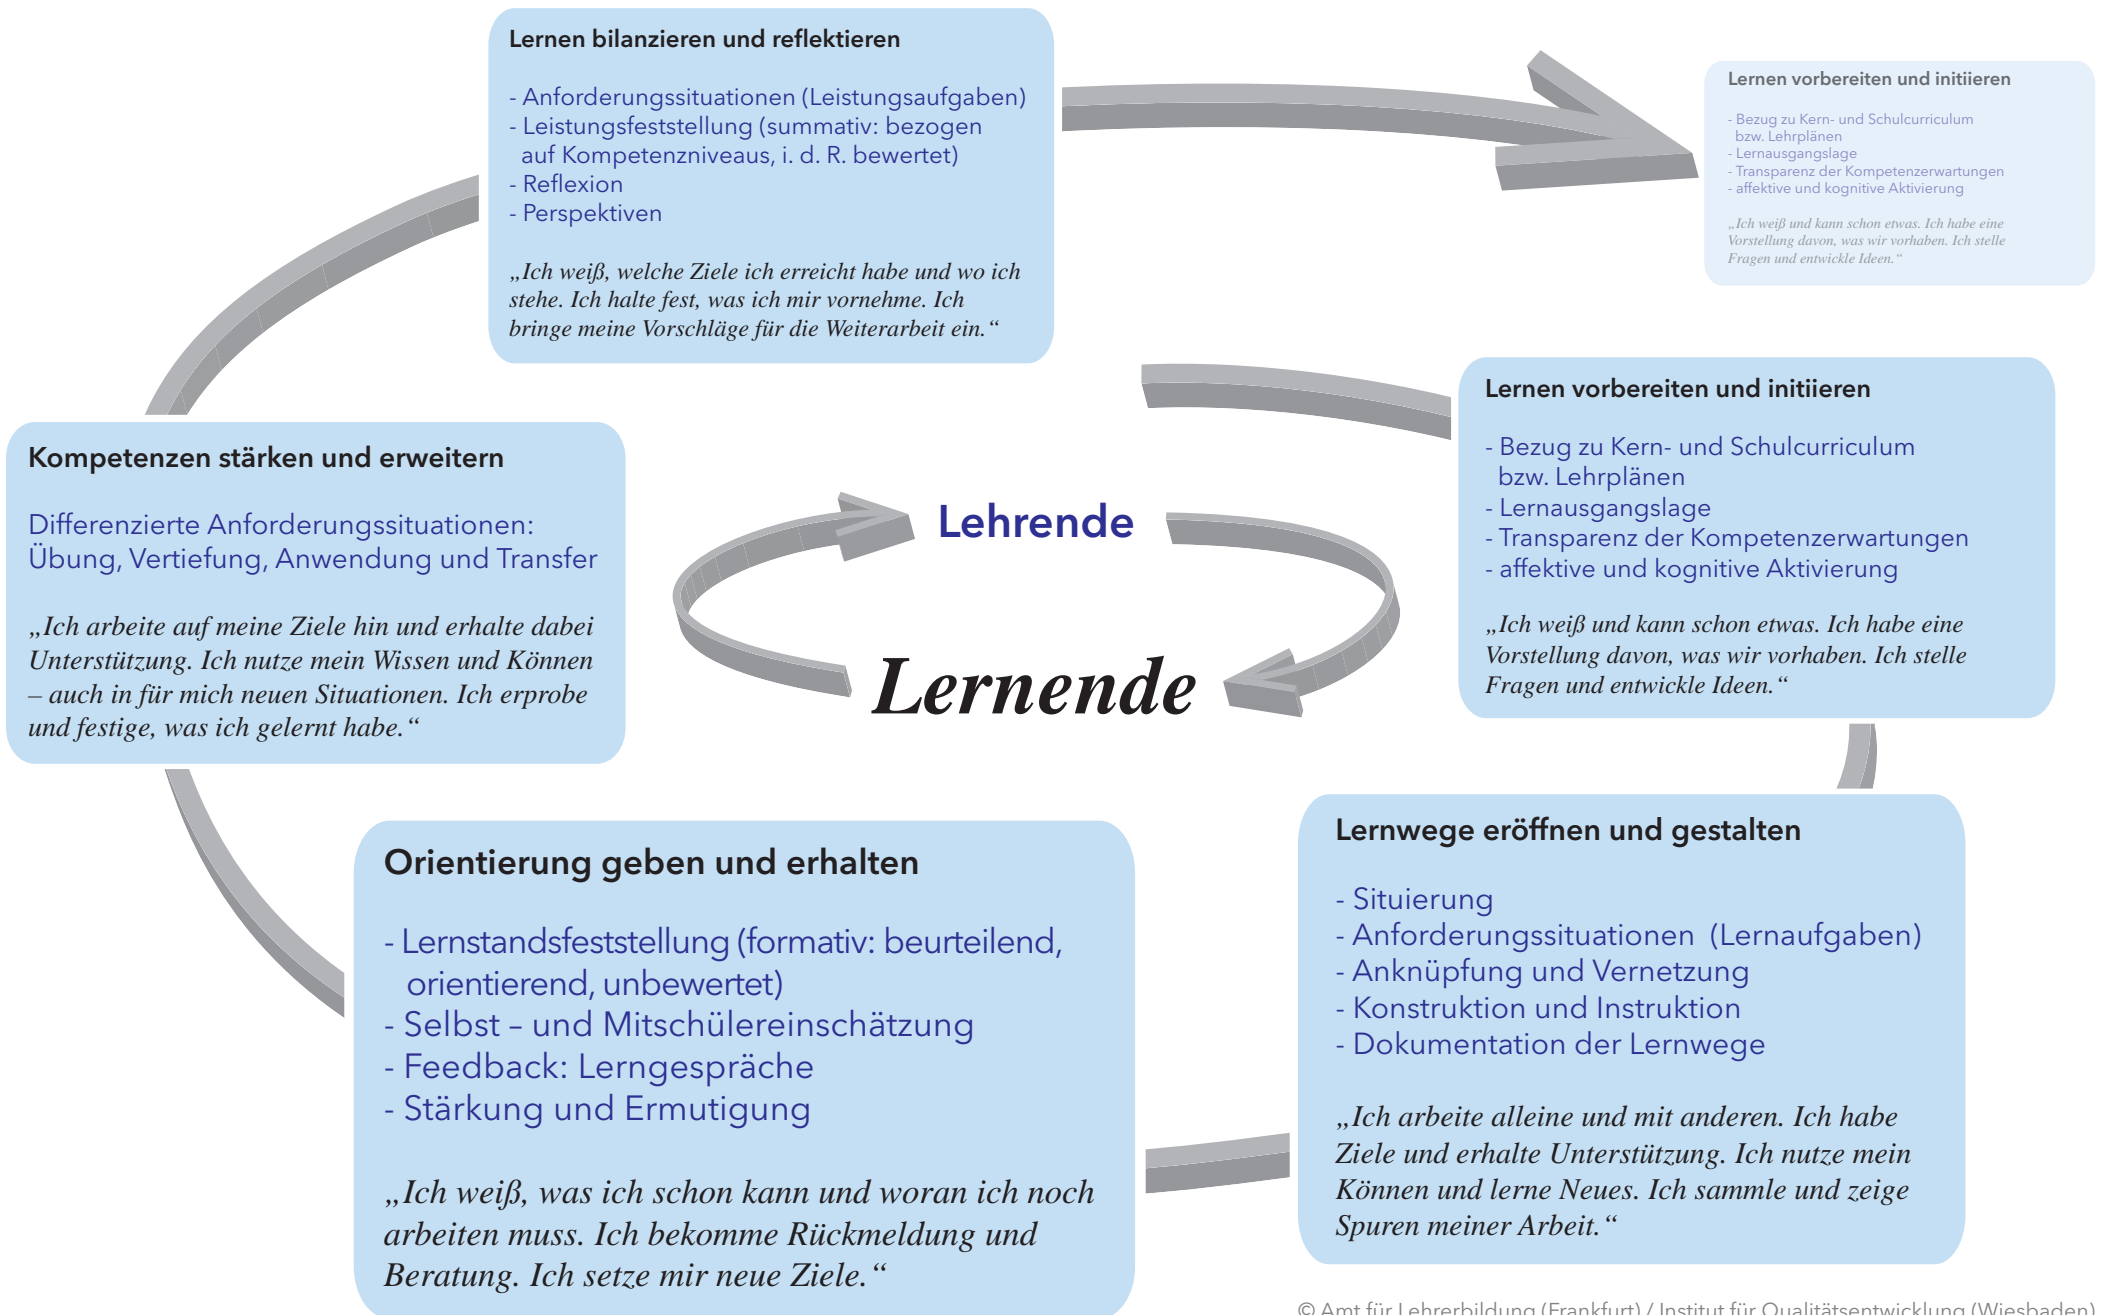 Lernen bilanzieren und reflektieren
- Anforderungssituationen (Leistungsaufgaben)
- Leistungsfeststellung (summativ: bezogen
auf Kompetenzniveaus, i. d. R. bewertet)
- Reflexion
- Perspektiven
„Ich weiß, welche Ziele ich erreicht habe und wo ich
stehe. Ich halte fest, was ich mir vornehme. Ich
bringe meine Vorschläge für die Weiterarbeit ein.“
Lernen vorbereiten und initiieren
- Bezug zu Kern- und Schulcurriculum
bzw. Lehrplänen
- Lernausgangslage
- Transparenz der Kompetenzerwartungen
- affektive und kognitive Aktivierung
„Ich weiß und kann schon etwas. Ich habe eine
Vorstellung davon, was wir vorhaben. Ich stelle
Fragen und entwickle Ideen.“
Kompetenzen stärken und erweitern
Differenzierte Anforderungssituationen:
Übung, Vertiefung, Anwendung und Transfer
„Ich arbeite auf meine Ziele hin und erhalte dabei
Unterstützung. Ich nutze mein Wissen und Können
– auch in für mich neuen Situationen. Ich erprobe
und festige, was ich gelernt habe.“
Lehrende
Lernende
Lernen vorbereiten und initiieren
- Bezug zu Kern- und Schulcurriculum
bzw. Lehrplänen
- Lernausgangslage
- Transparenz der Kompetenzerwartungen
- affektive und kognitive Aktivierung
„Ich weiß und kann schon etwas. Ich habe eine
Vorstellung davon, was wir vorhaben. Ich stelle
Fragen und entwickle Ideen.“
Orientierung geben und erhalten
- Lernstandsfeststellung (formativ: beurteilend,
orientierend, unbewertet)
- Selbst – und Mitschülereinschätzung
- Feedback: Lerngespräche
- Stärkung und Ermutigung
„Ich weiß, was ich schon kann und woran ich noch
arbeiten muss. Ich bekomme Rückmeldung und
Beratung. Ich setze mir neue Ziele.“
Lernwege eröffnen und gestalten
- Situierung
- Anforderungssituationen (Lernaufgaben)
- Anknüpfung und Vernetzung
- Konstruktion und Instruktion
- Dokumentation der Lernwege
„Ich arbeite alleine und mit anderen. Ich habe
Ziele und erhalte Unterstützung. Ich nutze mein
Können und lerne Neues. Ich sammle und zeige
Spuren meiner Arbeit.“
© Amt für Lehrerbildung (Frankfurt) / Institut für Qualitätsentwicklung (Wiesbaden)